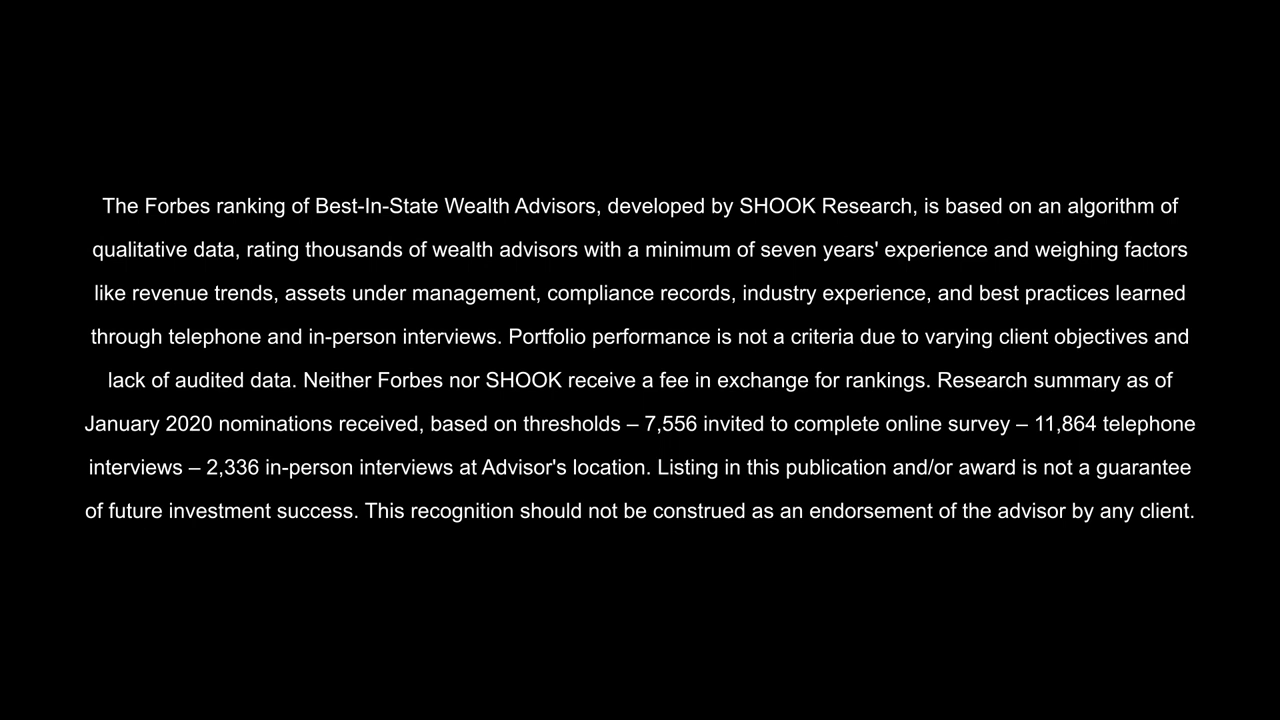 The Forbes ranking of Best-In-State Wealth Advisors, developed by SHOOK Research, is based on an algorithm of
qualitative data, rating thousands of wealth advisors with a minimum of seven years' experience and weighing factors
like revenue trends, assets under management, compliance records, industry experience, and best practices learned
through telephone and in-person interviews. Portfolio performance is not a criteria due to varying client objectives and
lack of audited data. Neither Forbes nor SHOOK receive a fee in exchange for rankings. Research summary as of
January 2020 nominations received, based on thresholds – 7,556 invited to complete online survey – 11,864 telephone
interviews – 2,336 in-person interviews at Advisor's location. Listing in this publication and/or award is not a guarantee
of future investment success. This recognition should not be construed as an endorsement of the advisor by any client.